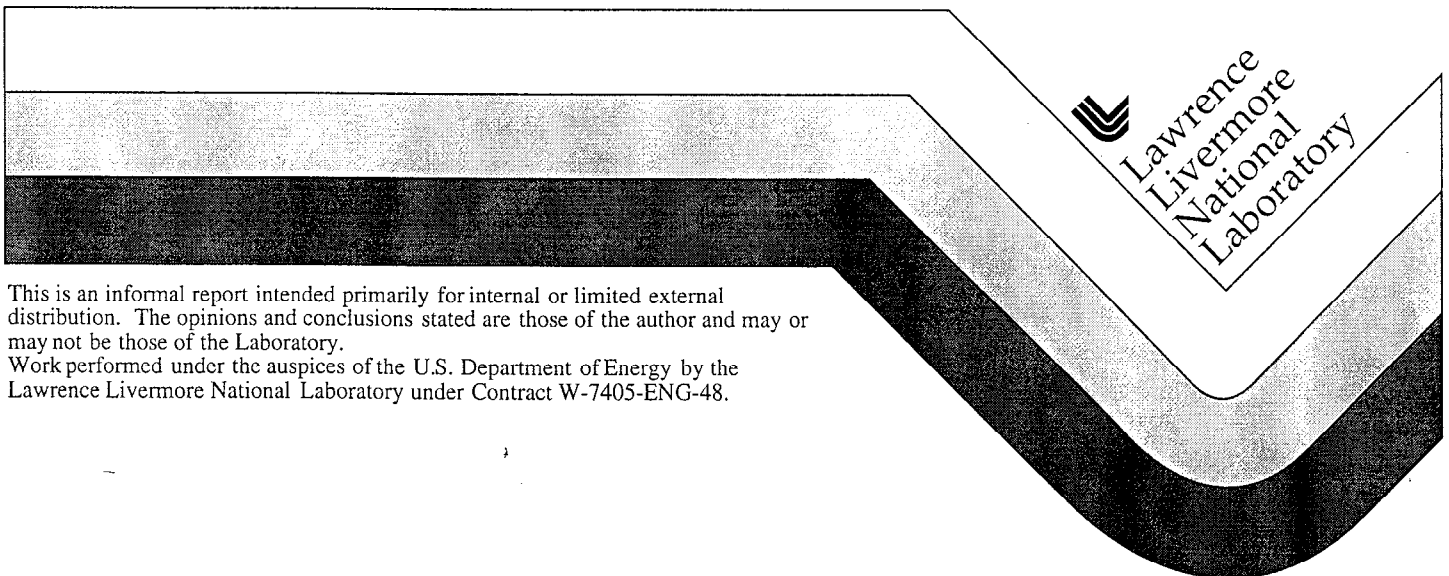 Lawrence
Livermore
National
Laboratory
This is an informal report intended primarily for internal or limited external
distribution. The opinions and conclusions stated are those of the author and may or
may not be those of the Laboratory.
Work performed under the auspices of the U.S. Department of Energy by the
Lawrence Livermore National Laboratory under Contract W-7405-ENG-48.